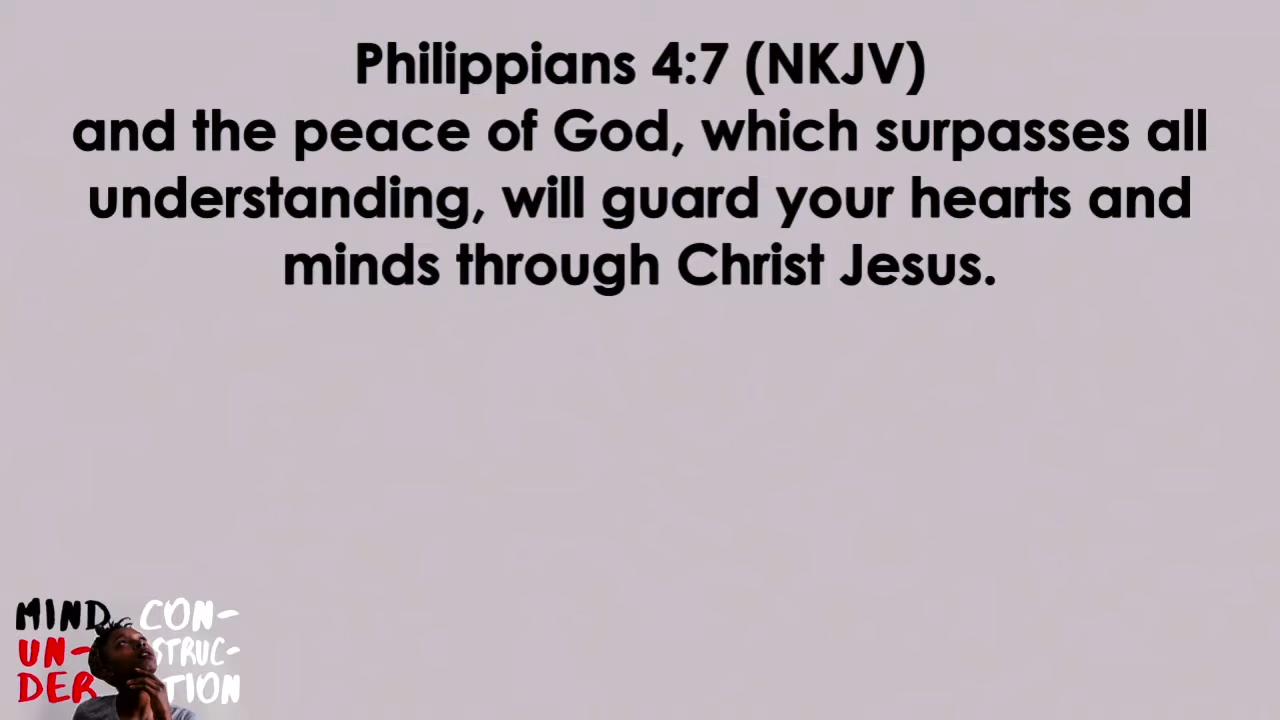 Philippians 4:7 (NKJV)
and the peace of God, which surpasses all
understanding, will guard your hearts and
minds through Christ Jesus.
MIND CON-
UN- STRUC-
DER TION